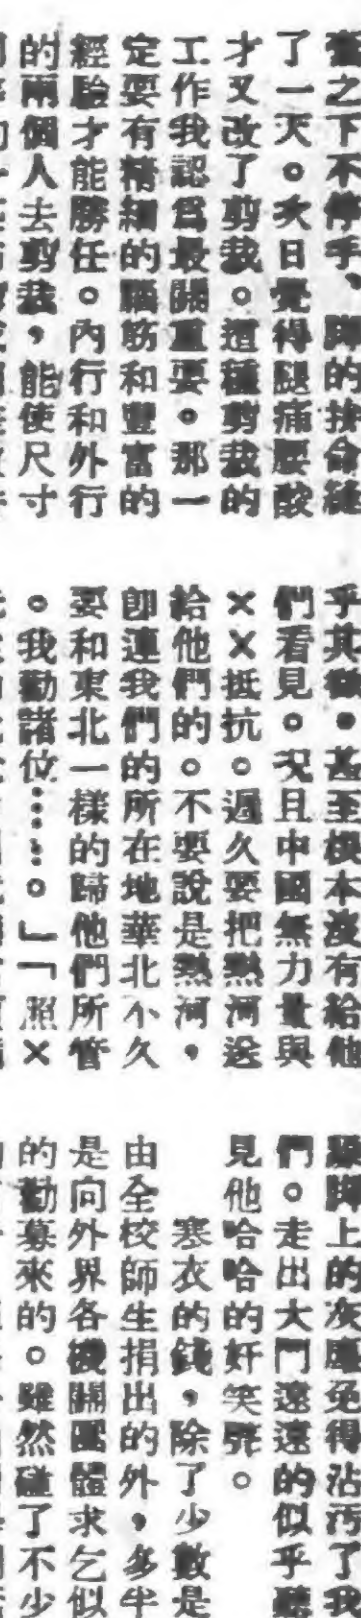 奮之下不停手、脚的拚命縫
了一天。次日覺得腿痛腰酸
才又改了剪裁。這種剪裁的
工作我認爲最關重要。那一
定要有精細的腦筋和豐富的
經驗才能勝任。內行和外行
的兩個人去剪裁，能使尺寸
乎其微。甚至根本沒有給他
們看見。况且中國無力量與
××抵抗。遲久要把熱河送
給他們的。不要說是熱河，
卽連我們的所在地華北不久
要和東北一樣的歸他們所管
。我勸諸位……。」「照×
脚上的灰塵免得沾污了我
們。走出大門遠遠的似乎聽
見他哈哈的奸笑聲。
寒衣的錢，除了少數是
由全校師生捐出的外，多半
是向外界各機關團體求乞似
的勸募來的。雖然碰了不少